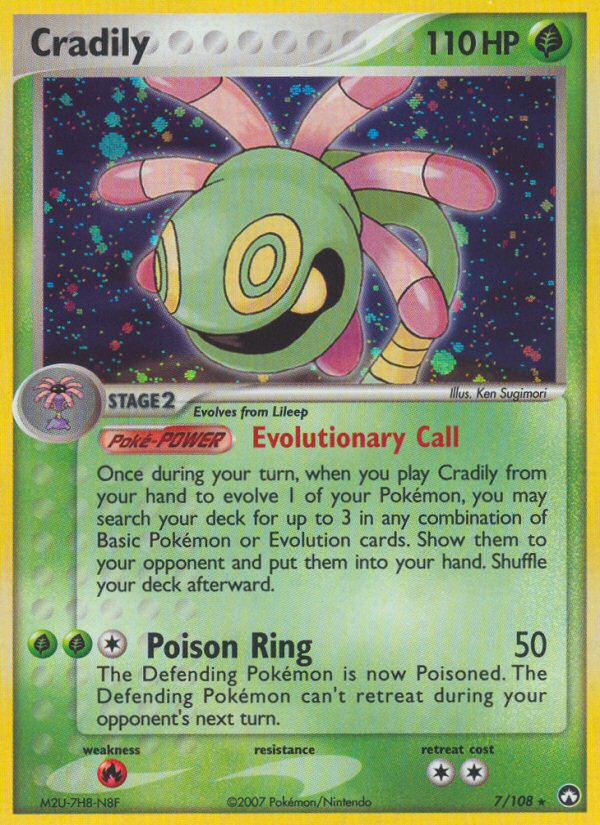 Cradily 110 HP
Illus. Ken Sugimori
STAGE 2
Evolves from Lileep
Poké-POWER Evolutionary Call
Once during your turn, when you play Cradily from
your hand to evolve 1 of your Pokémon, you may
search your deck for up to 3 in any combination of
Basic Pokémon or Evolution cards. Show them to
your opponent and put them into your hand. Shuffle
your deck afterward.
Poison Ring 50
The Defending Pokémon is now Poisoned. The
Defending Pokémon can't retreat during your
opponent's next turn.
weakness resistance retreat cost
M2U-7H8-N8F ©2007 Pokémon/Nintendo 7/108 ★